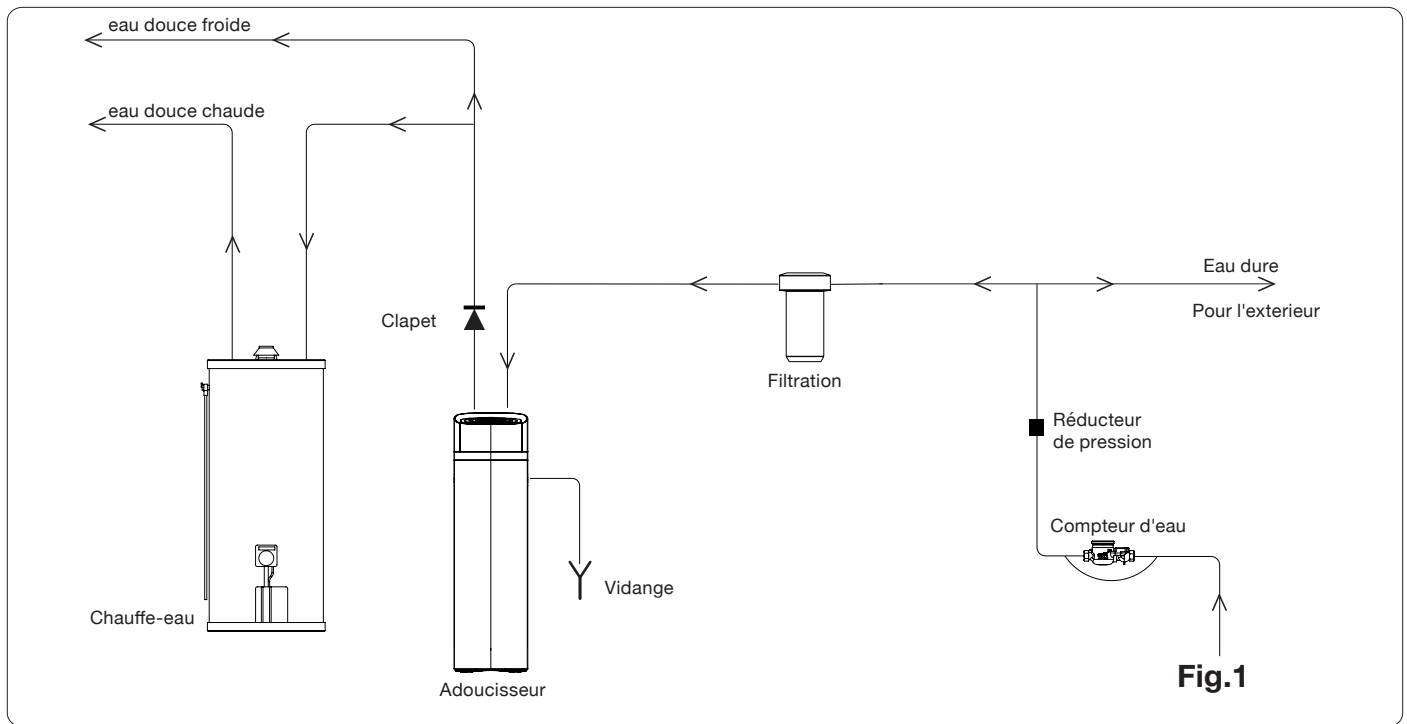 eau douce froide
eau douce chaude
Eau dure
Pour l'exterieur
Clapet
Filtration
Réducteur
de pression
Compteur d'eau
Vidange
Chauffe-eau
Fig.1
Adoucisseur